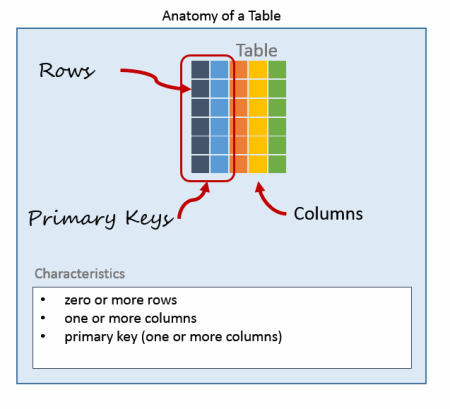 Anatomy of a Table
Table
Rows
Primary Keys
Columns
Characteristics
• zero or more rows
• one or more columns
• primary key (one or more columns)